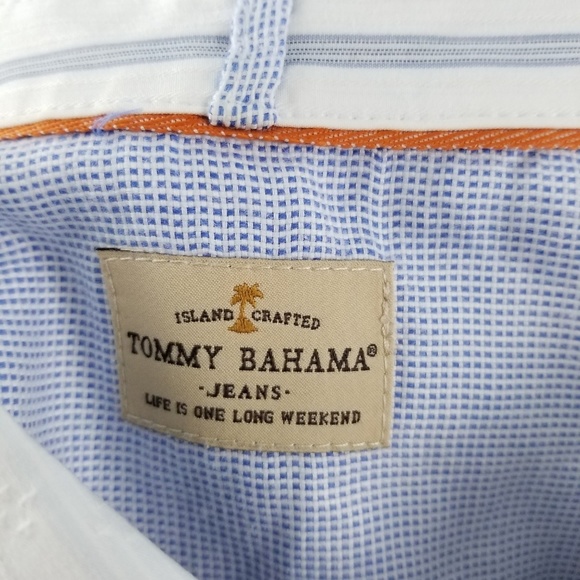 ISLAND CRAFTED
TOMMY BAHAMA®
·JEANS·
LIFE IS ONE LONG WEEKEND